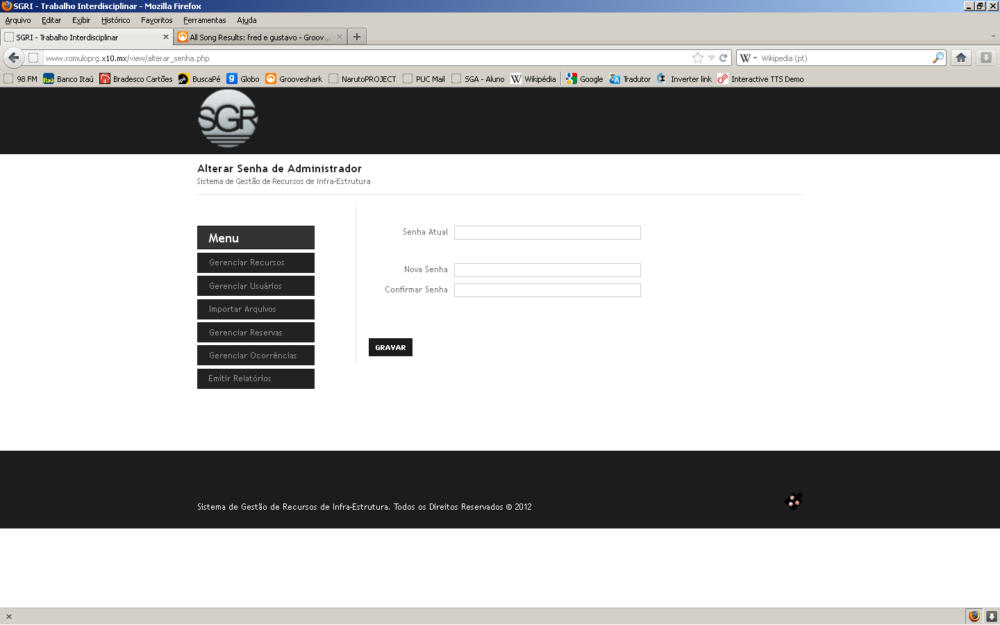 SGRI - Trabalho Interdisciplinar - Mozilla Firefox
Arquivo Editar Exibir Histórico Favoritos Ferramentas Ajuda
SGRI - Trabalho Interdisciplinar All Song Results: fred e gustavo - Groov...
www.romuloprg.x10.mx/view/alterar_senha.php W Wikipedia (pt)
98 FM Itaú Banco Itaú Bradesco Cartões BuscaPé g Globo Grooveshark NarutoPROJECT PUC Mail SGA - Aluno W Wikipédia Google Tradutor Inverter link Interactive TTS Demo
SGR
Alterar Senha de Administrador
Sistema de Gestão de Recursos de Infra-Estrutura
Menu
Gerenciar Recursos
Gerenciar Usuários
Importar Arquivos
Gerenciar Reservas
Gerenciar Ocorrências
Emitir Relatórios
Senha Atual
Nova Senha
Confirmar Senha
GRAVAR
Sistema de Gestão de Recursos de Infra-Estrutura. Todos os Direitos Reservados © 2012